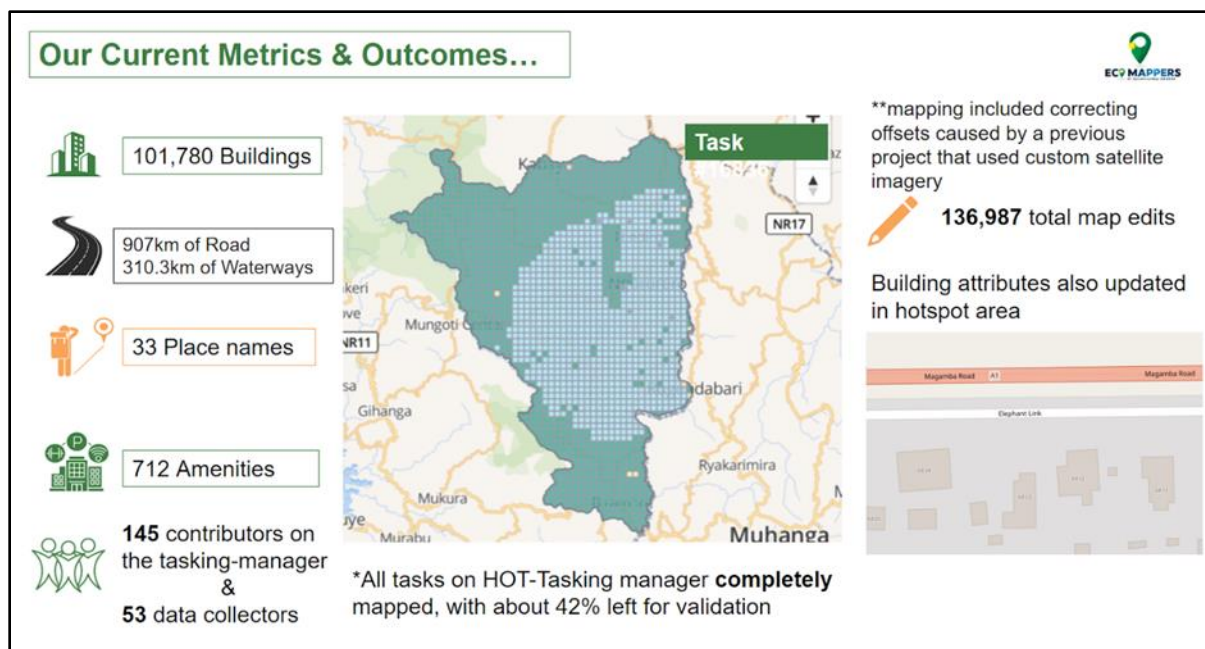 Our Current Metrics & Outcomes…
ECO MAPPERS
101,780 Buildings
907km of Road
310.3km of Waterways
33 Place names
P
712 Amenities
145 contributors on
the tasking-manager
&
53 data collectors
Task
#16836
NR17
Mungoti
NR11
Gihanga
Ryakarimira
Mukura
Murabu
Muhanga
*All tasks on HOT-Tasking manager completely
mapped, with about 42% left for validation
**mapping included correcting
offsets caused by a previous
project that used custom satellite
imagery
136,987 total map edits
Building attributes also updated
in hotspot area
Magamba Road
A1
Magamba Road
Elephant Link